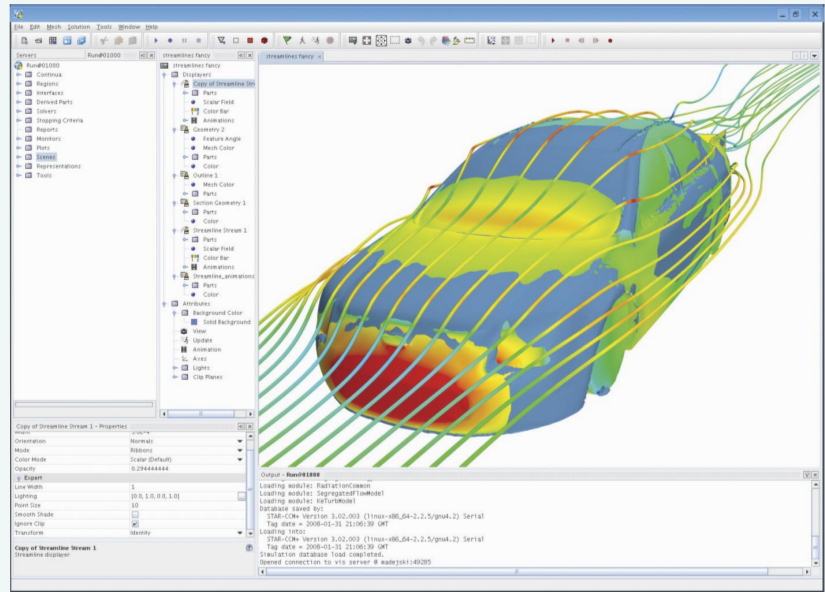 File Edit Mesh Solution Tools Window Help
Servers
Run#01000
Run#01000
Continua
Regions
Interfaces
Derived Parts
Solvers
Stopping Criteria
Reports
Monitors
Plots
Scenes
Representations
Tools
streamlines fancy
streamlines fancy
Displayers
Copy of Streamline Stre
Parts
Scalar Field
Color Bar
Animations
Geometry 2
Feature Angle
Mesh Color
Parts
Color
Outline 1
Mesh Color
Parts
Section Geometry 1
Parts
Color
Streamline Stream 1
Parts
Scalar Field
Color Bar
Animations
Streamline_animations
Parts
Color
Attributes
Background Color
Solid Background
View
Update
Animation
Axes
Lights
Clip Planes
streamlines fancy
Copy of Streamline Stream 1 - Properties
Orientation Normals
Mode Ribbons
Color Mode Scalar (Default)
Opacity 0.294444444
Expert
Line Width 1
Lighting [0.0, 1.0, 0.0, 1.0]
Point Size 10
Smooth Shade
Ignore Clip
Transform Identity
Copy of Streamline Stream 1
Streamline displayer
Output - Run#01000
Loading module: RadiationCommon
Loading module: SegregatedFlowModel
Loading module: KeTurbModel
Database saved by:
STAR-CCM+ Version 3.02.003 (linux-x86_64-2.2.5/gnu4.2) Serial
Tag date = 2008-01-31 21:06:39 GMT
Loading into:
STAR-CCM+ Version 3.02.003 (linux-x86_64-2.2.5/gnu4.2) Serial
Tag date = 2008-01-31 21:06:39 GMT
Simulation database load completed.
Opened connection to vis server @ madejski:49285